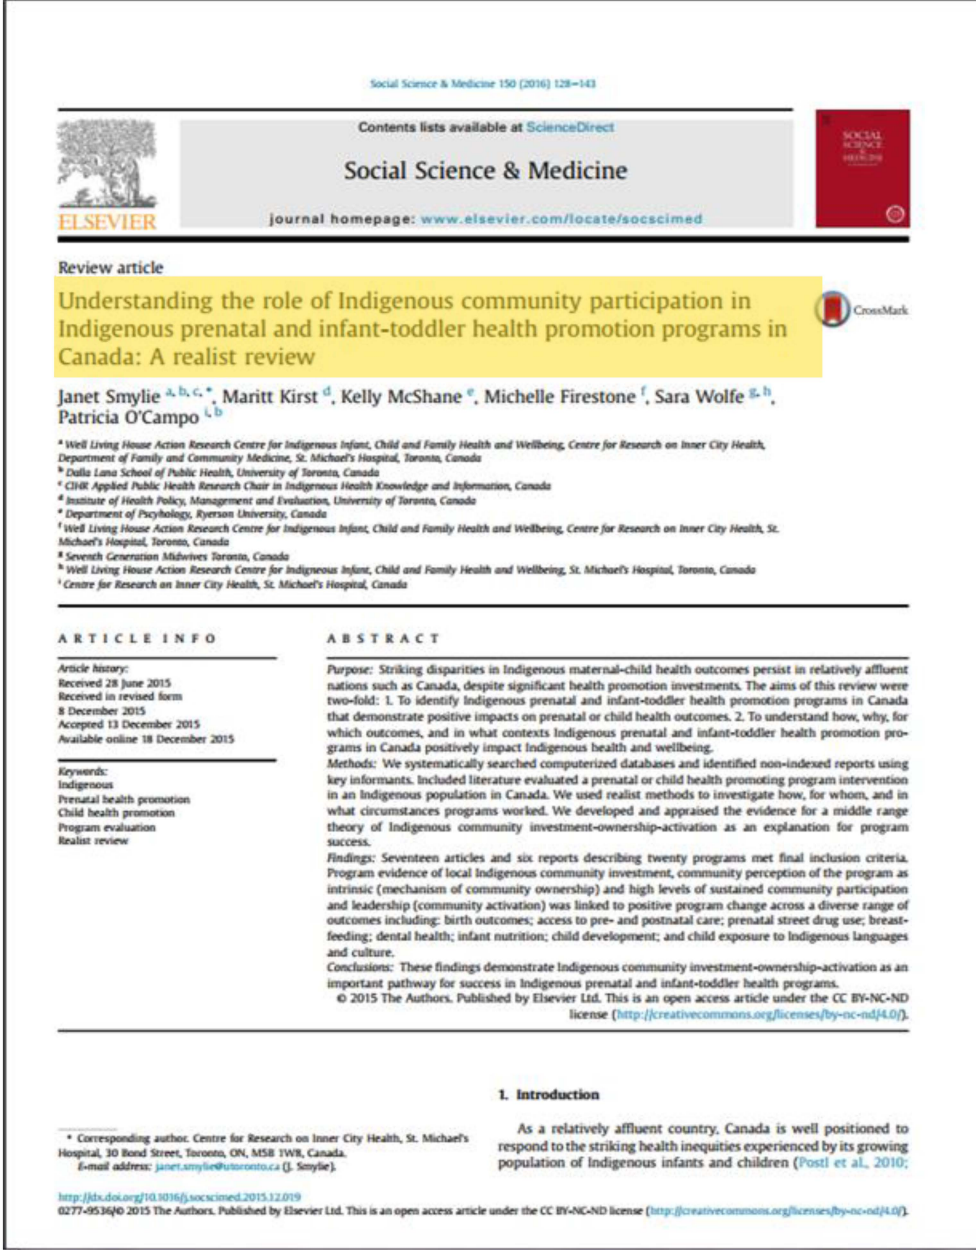 Social Science & Medicine 150 (2016) 128–143
Contents lists available at ScienceDirect
Social Science & Medicine
journal homepage: www.elsevier.com/locate/socscimed
ELSEVIER
SOCIAL
SCIENCE
&
MEDICINE
Review article
Understanding the role of Indigenous community participation in
Indigenous prenatal and infant-toddler health promotion programs in
Canada: A realist review
CrossMark
Janet Smylie a, b, c, *, Maritt Kirst d, Kelly McShane e, Michelle Firestone f, Sara Wolfe g, h,
Patricia O'Campo i, b
a Well Living House Action Research Centre for Indigenous Infant, Child and Family Health and Wellbeing, Centre for Research on Inner City Health,
Department of Family and Community Medicine, St. Michael's Hospital, Toronto, Canada
b Dalla Lana School of Public Health, University of Toronto, Canada
c CIHR Applied Public Health Research Chair in Indigenous Health Knowledge and Information, Canada
d Institute of Health Policy, Management and Evaluation, University of Toronto, Canada
e Department of Pscyhology, Ryerson University, Canada
f Well Living House Action Research Centre for Indigenous Infant, Child and Family Health and Wellbeing, Centre for Research on Inner City Health, St.
Michael's Hospital, Toronto, Canada
g Seventh Generation Midwives Toronto, Canada
h Well Living House Action Research Centre for Indigneous Infant, Child and Family Health and Wellbeing, St. Michael's Hospital, Toronto, Canada
i Centre for Research on Inner City Health, St. Michael's Hospital, Canada
ARTICLE INFO
Article history:
Received 28 June 2015
Received in revised form
8 December 2015
Accepted 13 December 2015
Available online 18 December 2015
Keywords:
Indigenous
Prenatal health promotion
Child health promotion
Program evaluation
Realist review
ABSTRACT
Purpose: Striking disparities in Indigenous maternal-child health outcomes persist in relatively affluent
nations such as Canada, despite significant health promotion investments. The aims of this review were
two-fold: 1. To identify Indigenous prenatal and infant-toddler health promotion programs in Canada
that demonstrate positive impacts on prenatal or child health outcomes. 2. To understand how, why, for
which outcomes, and in what contexts Indigenous prenatal and infant-toddler health promotion pro-
grams in Canada positively impact Indigenous health and wellbeing.
Methods: We systematically searched computerized databases and identified non-indexed reports using
key informants. Included literature evaluated a prenatal or child health promoting program intervention
in an Indigenous population in Canada. We used realist methods to investigate how, for whom, and in
what circumstances programs worked. We developed and appraised the evidence for a middle range
theory of Indigenous community investment-ownership-activation as an explanation for program
success.
Findings: Seventeen articles and six reports describing twenty programs met final inclusion criteria.
Program evidence of local Indigenous community investment, community perception of the program as
intrinsic (mechanism of community ownership) and high levels of sustained community participation
and leadership (community activation) was linked to positive program change across a diverse range of
outcomes including: birth outcomes; access to pre- and postnatal care; prenatal street drug use; breast-
feeding; dental health; infant nutrition; child development; and child exposure to Indigenous languages
and culture.
Conclusions: These findings demonstrate Indigenous community investment-ownership-activation as an
important pathway for success in Indigenous prenatal and infant-toddler health programs.
© 2015 The Authors. Published by Elsevier Ltd. This is an open access article under the CC BY-NC-ND
license (http://creativecommons.org/licenses/by-nc-nd/4.0/).
* Corresponding author. Centre for Research on Inner City Health, St. Michael's
Hospital, 30 Bond Street, Toronto, ON, M5B 1W8, Canada.
E-mail address: janet.smylie@utoronto.ca (J. Smylie).
1. Introduction
As a relatively affluent country, Canada is well positioned to
respond to the striking health inequities experienced by its growing
population of Indigenous infants and children (Postl et al., 2010;
http://dx.doi.org/10.1016/j.socscimed.2015.12.019
0277-9536/© 2015 The Authors. Published by Elsevier Ltd. This is an open access article under the CC BY-NC-ND license (http://creativecommons.org/licenses/by-nc-nd/4.0/).